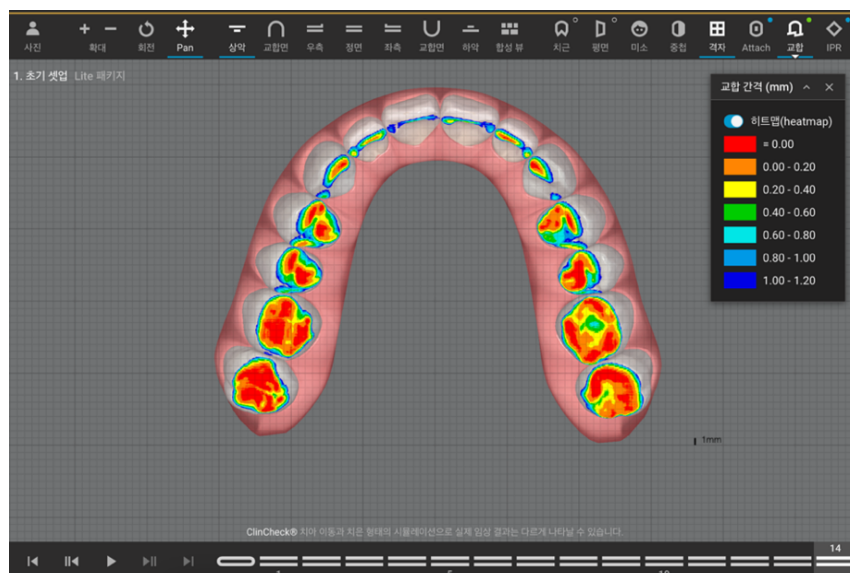 사진 확대 회전 Pan 상악 교합면 우측 정면 좌측 교합면 하악 합성 뷰 치근 평면 미소 중첩 격자 Attach 교합 IPR
1. 초기 셋업 Lite 패키지
교합 간격 (mm)
히트맵(heatmap)
= 0.00
0.00 - 0.20
0.20 - 0.40
0.40 - 0.60
0.60 - 0.80
0.80 - 1.00
1.00 - 1.20
1mm
ClinCheck® 치아 이동과 치은 형태의 시뮬레이션으로 실제 임상 결과는 다르게 나타날 수 있습니다.
14